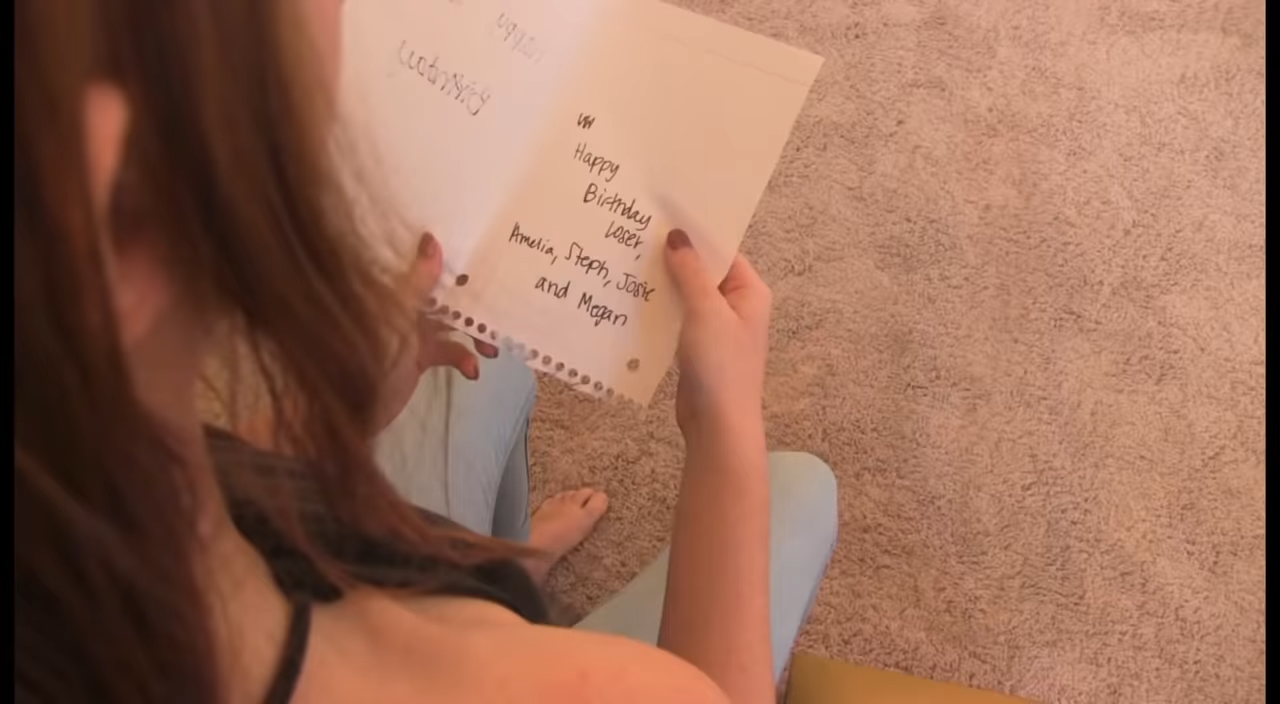 Happy
Birthday
loser,
Amelia, Steph, Josie
and Megan